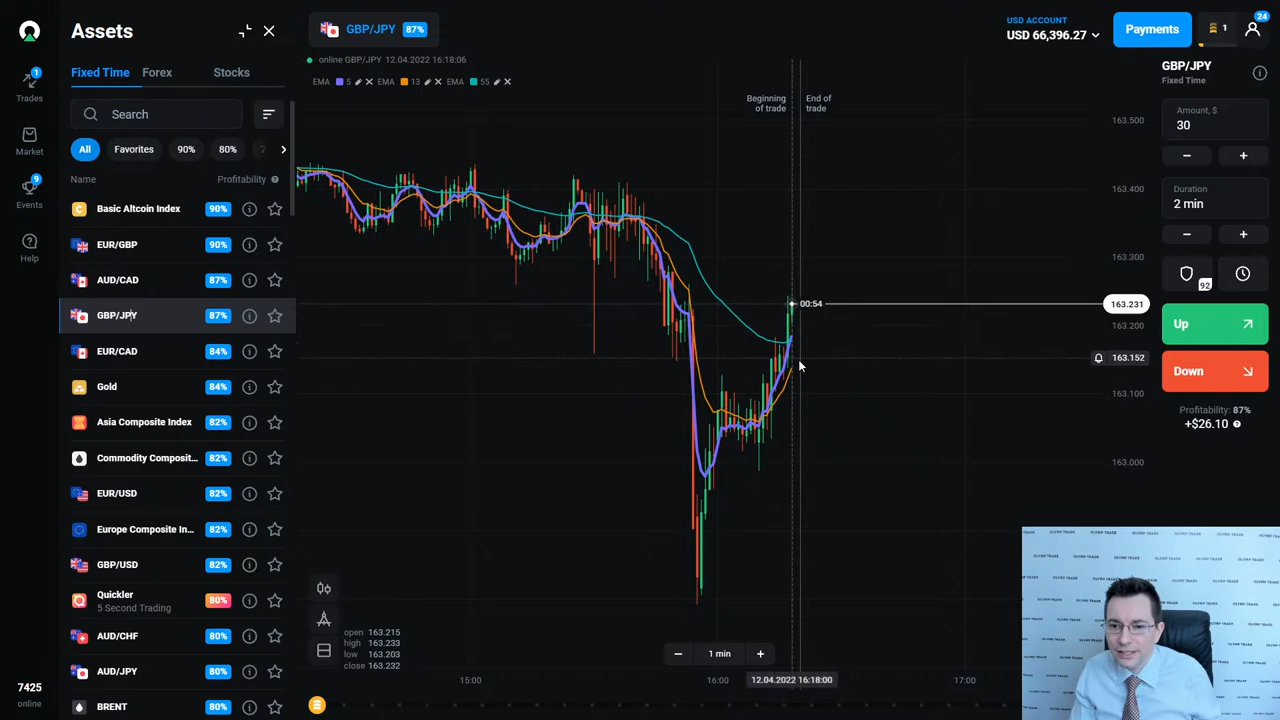 Assets
GBP/JPY 87%
USD ACCOUNT
USD 66,396.27
Payments
1
24
1
Trades
Market
9
Events
Help
7425
online
Fixed Time Forex Stocks
Search
All Favorites 90% 80% 7
Name Profitability
Basic Altcoin Index 90%
EUR/GBP 90%
AUD/CAD 87%
GBP/JPY 87%
EUR/CAD 84%
Gold 84%
Asia Composite Index 82%
Commodity Composit... 82%
EUR/USD 82%
Europe Composite In... 82%
GBP/USD 82%
Quickler 80%
5 Second Trading
AUD/CHF 80%
AUD/JPY 80%
BRENT 80%
online GBP/JPY 12.04.2022 16:18:06
EMA 5 EMA 13 EMA 55
Beginning of trade
End of trade
163.500
163.400
163.300
00:54 163.231
163.200
163.152
163.100
163.000
open 163.215
high 163.233
low 163.203
close 163.232
1 min
15:00 16:00 12.04.2022 16:18:00 17:00
GBP/JPY
Fixed Time
Amount, $
30
Duration
2 min
92
Up
Down
Profitability: 87%
+$26.10
OLYMP TRADE